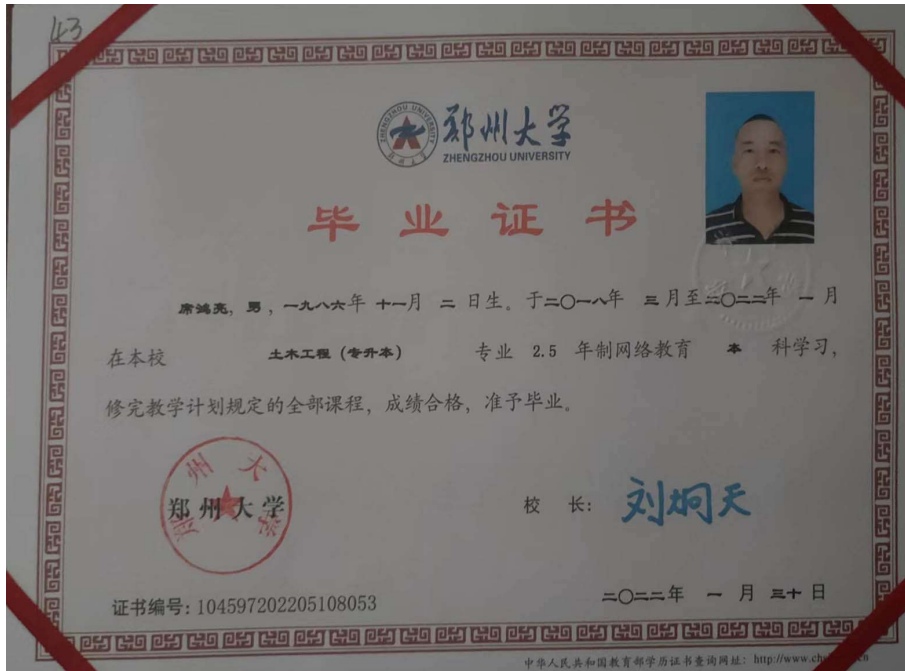 43
郑州大学
ZHENGZHOU UNIVERSITY
毕业证书
席鸿亮，男，一九八六年 十一月 二 日生。于二〇一八年 三月至二〇二二年 一月
在本校 土木工程（专升本） 专业 2.5 年制网络教育 本 科学习，
修完教学计划规定的全部课程，成绩合格，准予毕业。
郑州大学
郑州大学
校 长：刘炯天
证书编号：104597202205108053
二〇二二年 一 月 三十日
中华人民共和国教育部学历证书查询网址：http://www.ch